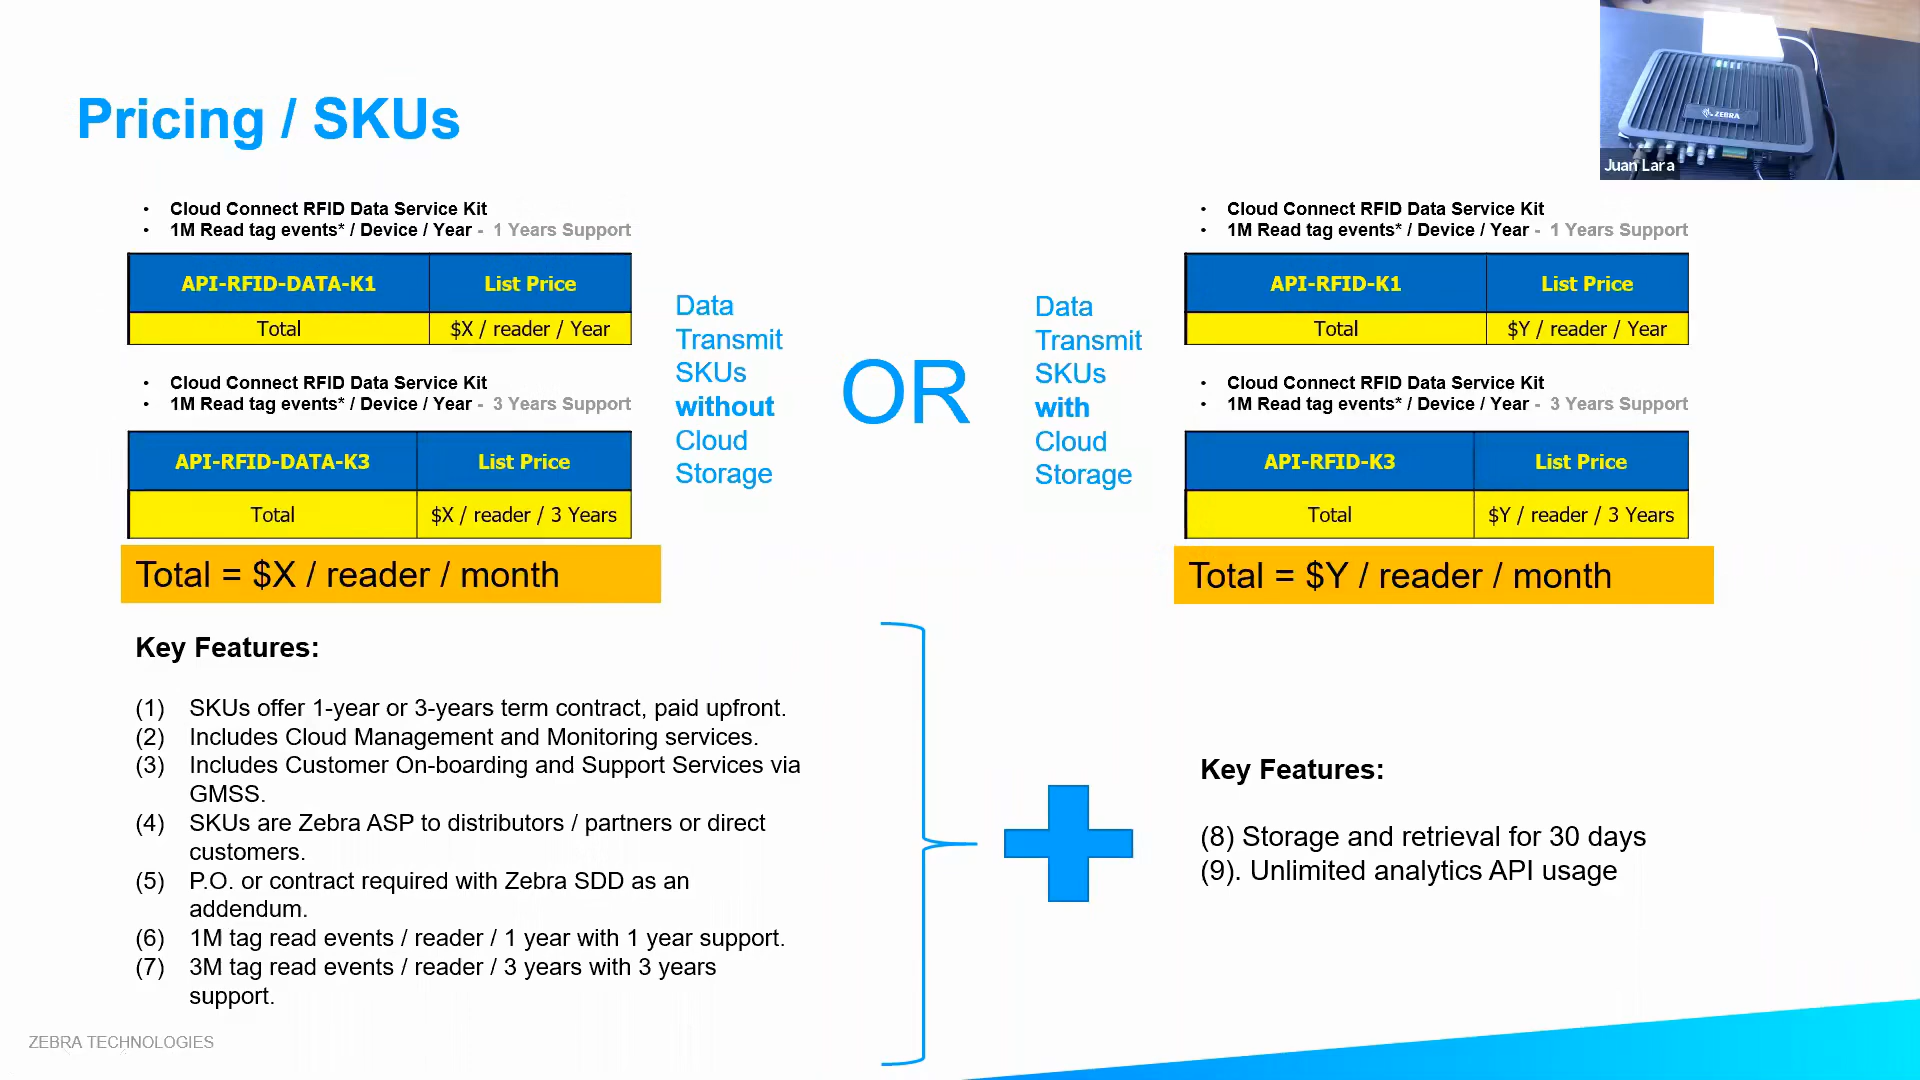 Pricing / SKUs
ZEBRA
Juan Lara
• Cloud Connect RFID Data Service Kit
• 1M Read tag events* / Device / Year - 1 Years Support
API-RFID-DATA-K1 List Price
Total $X / reader / Year
• Cloud Connect RFID Data Service Kit
• 1M Read tag events* / Device / Year - 3 Years Support
API-RFID-DATA-K3 List Price
Total $X / reader / 3 Years
Total = $X / reader / month
Data
Transmit
SKUs
without
Cloud
Storage
OR
Data
Transmit
SKUs
with
Cloud
Storage
• Cloud Connect RFID Data Service Kit
• 1M Read tag events* / Device / Year - 1 Years Support
API-RFID-K1 List Price
Total $Y / reader / Year
• Cloud Connect RFID Data Service Kit
• 1M Read tag events* / Device / Year - 3 Years Support
API-RFID-K3 List Price
Total $Y / reader / 3 Years
Total = $Y / reader / month
Key Features:
(1) SKUs offer 1-year or 3-years term contract, paid upfront.
(2) Includes Cloud Management and Monitoring services.
(3) Includes Customer On-boarding and Support Services via
GMSS.
(4) SKUs are Zebra ASP to distributors / partners or direct
customers.
(5) P.O. or contract required with Zebra SDD as an
addendum.
(6) 1M tag read events / reader / 1 year with 1 year support.
(7) 3M tag read events / reader / 3 years with 3 years
support.
Key Features:
(8) Storage and retrieval for 30 days
(9). Unlimited analytics API usage
ZEBRA TECHNOLOGIES